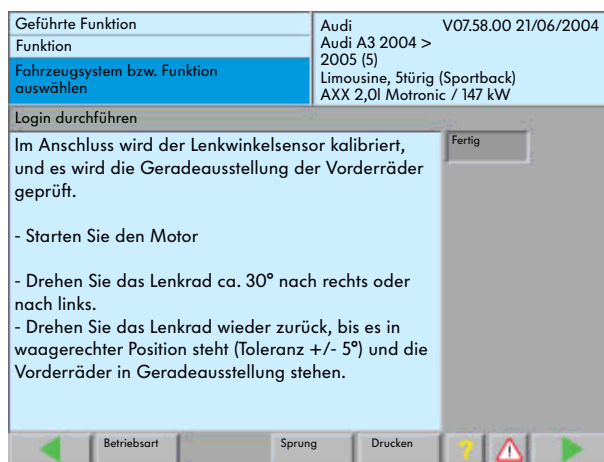 Geführte Funktion
Funktion
Fahrzeugsystem bzw. Funktion
auswählen
Audi V07.58.00 21/06/2004
Audi A3 2004 >
2005 (5)
Limousine, 5türig (Sportback)
AXX 2,0l Motronic / 147 kW
Login durchführen
Im Anschluss wird der Lenkwinkelsensor kalibriert,
und es wird die Geradeausstellung der Vorderräder
geprüft.
- Starten Sie den Motor
- Drehen Sie das Lenkrad ca. 30° nach rechts oder
nach links.
- Drehen Sie das Lenkrad wieder zurück, bis es in
waagerechter Position steht (Toleranz +/- 5°) und die
Vorderräder in Geradeausstellung stehen.
Fertig
Betriebsart Sprung Drucken ?